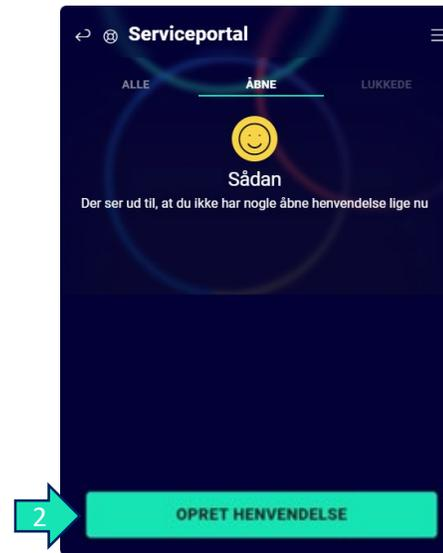 Serviceportal
ALLE ÅBNE LUKKEDE
Sådan
Der ser ud til, at du ikke har nogle åbne henvendelse lige nu
2 OPRET HENVENDELSE